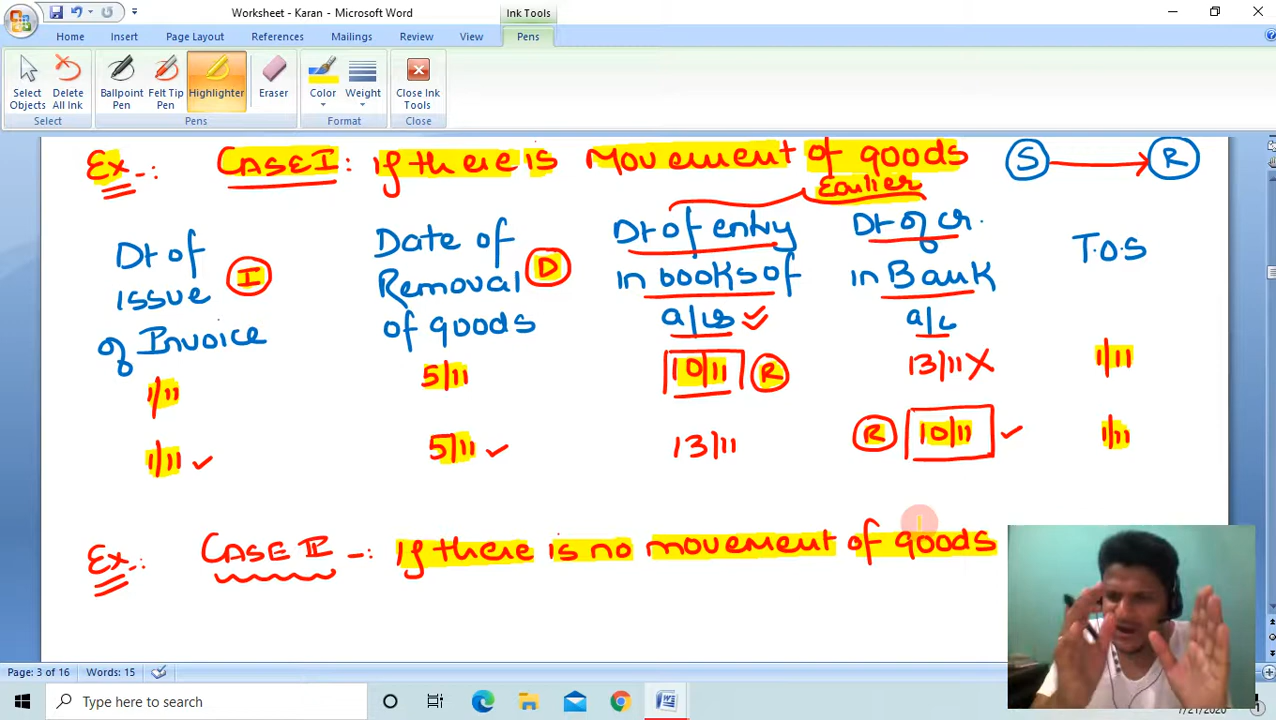 Worksheet - Karan - Microsoft Word
Ink Tools
Home Insert Page Layout References Mailings Review View Pens
Select Objects
Delete All Ink
Ballpoint Pen
Felt Tip Pen
Highlighter
Eraser
Color
Weight
Close Ink Tools
Select Pens Format Close
Ex.: CASE I: if there is Movement of goods S R
Earlier
Dt of issue of Invoice I
Date of Removal of goods D
Dt of entry in books of a/cs
Dt of cr. in Bank a/c
T.O.S
1/11 5/11 10/11 R 13/11 X 1/11
1/11 5/11 13/11 R 10/11 1/11
Ex.: CASE II -: If there is no movement of goods
Page: 3 of 16 Words: 15
Type here to search
7/21/2020